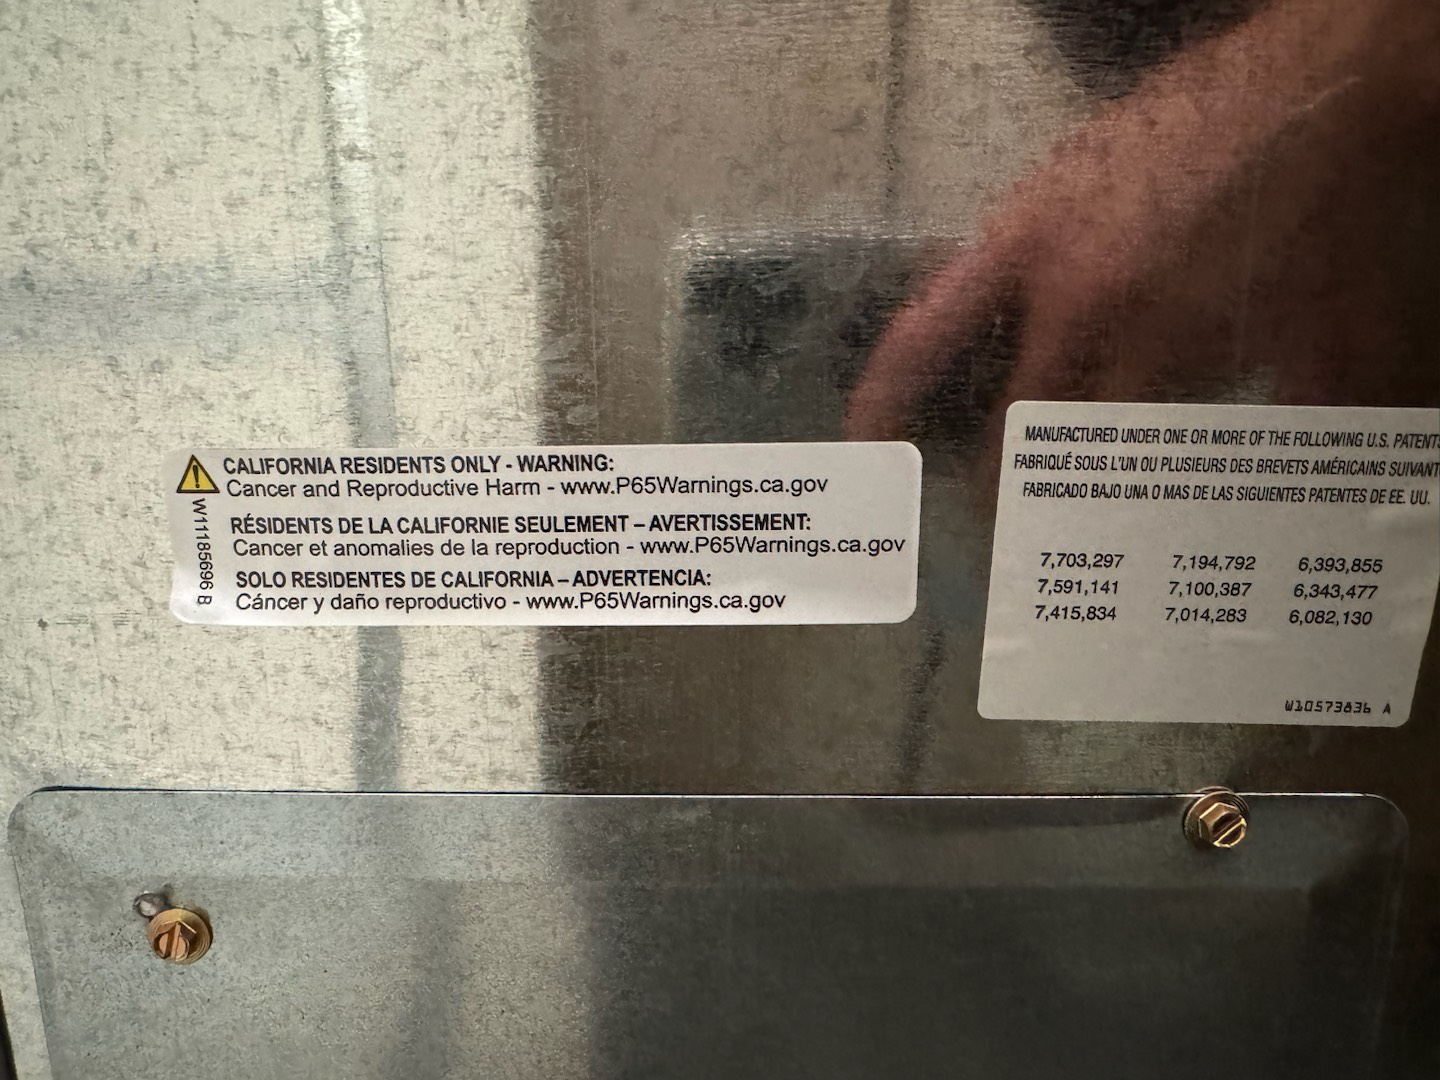 CALIFORNIA RESIDENTS ONLY - WARNING:
Cancer and Reproductive Harm - www.P65Warnings.ca.gov
RÉSIDENTS DE LA CALIFORNIE SEULEMENT – AVERTISSEMENT:
Cancer et anomalies de la reproduction - www.P65Warnings.ca.gov
SOLO RESIDENTES DE CALIFORNIA – ADVERTENCIA:
Cáncer y daño reproductivo - www.P65Warnings.ca.gov
W11185696 B
MANUFACTURED UNDER ONE OR MORE OF THE FOLLOWING U.S. PATENTS
FABRIQUÉ SOUS L'UN OU PLUSIEURS DES BREVETS AMÉRICAINS SUIVANT
FABRICADO BAJO UNA O MAS DE LAS SIGUIENTES PATENTES DE EE. UU.
7,703,297 7,194,792 6,393,855
7,591,141 7,100,387 6,343,477
7,415,834 7,014,283 6,082,130
W10573836 A